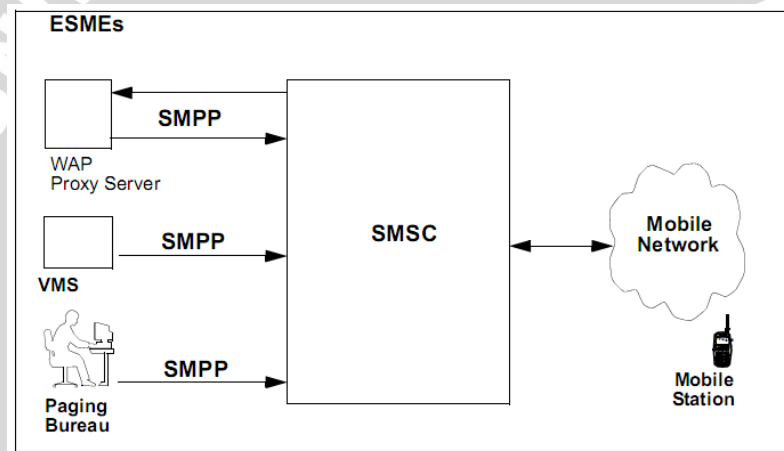 ESMEs
SMPP
WAP
Proxy Server
SMPP
VMS
SMPP
Paging
Bureau
SMSC
Mobile
Network
Mobile
Station